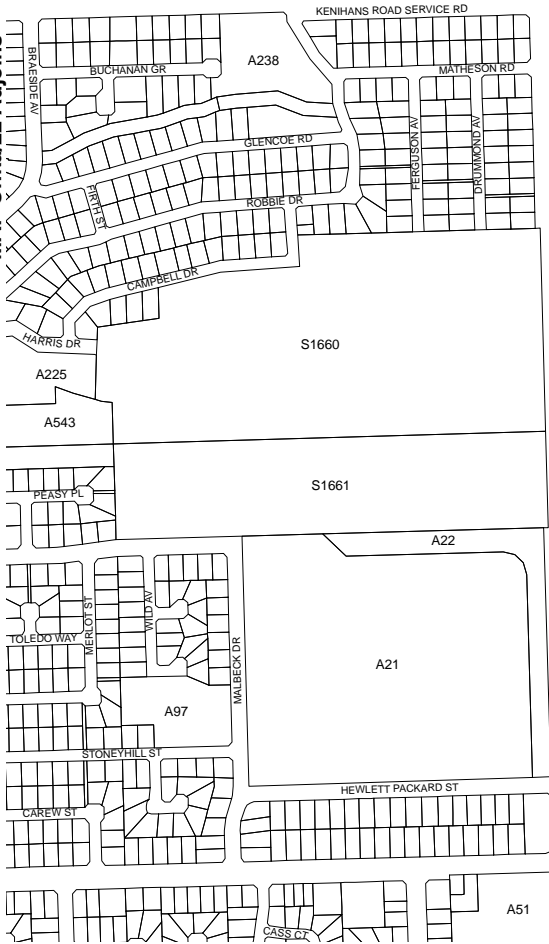 KENIHANS ROAD SERVICE RD
BRAESIDE AV
A238
BUCHANAN GR
MATHESON RD
GLENCOE RD
FERGUSON AV
DRUMMOND AV
FIRTH ST
ROBBIE DR
CAMPBELL DR
HARRIS DR
S1660
A225
A543
S1661
PEASY PL
A22
MERLOT ST
WILD AV
TOLEDO WAY
MALBECK DR
A21
A97
STONEYHILL ST
HEWLETT PACKARD ST
CAREW ST
A51
CASS CT